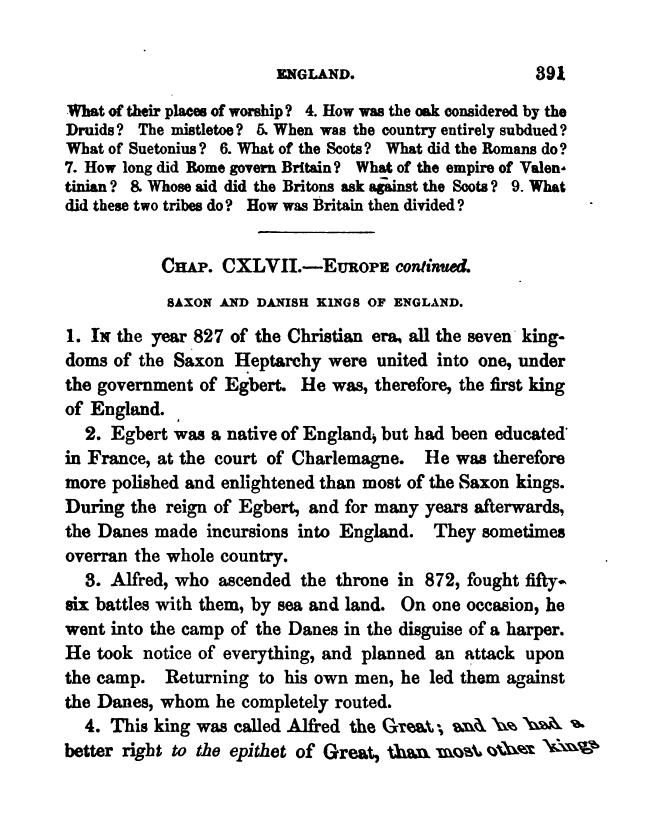 ENGLAND. 391
What of their places of worship? 4. How was the oak considered by the
Druids? The mistletoe? 5. When was the country entirely subdued?
What of Suetonius? 6. What of the Scots? What did the Romans do?
7. How long did Rome govern Britain? What of the empire of Valen-
tinian? 8. Whose aid did the Britons ask against the Scots? 9. What
did these two tribes do? How was Britain then divided?
CHAP. CXLVII.—EUROPE continued.
SAXON AND DANISH KINGS OF ENGLAND.
1. IN the year 827 of the Christian era, all the seven king-
doms of the Saxon Heptarchy were united into one, under
the government of Egbert. He was, therefore, the first king
of England.
2. Egbert was a native of England, but had been educated
in France, at the court of Charlemagne. He was therefore
more polished and enlightened than most of the Saxon kings.
During the reign of Egbert, and for many years afterwards,
the Danes made incursions into England. They sometimes
overran the whole country.
3. Alfred, who ascended the throne in 872, fought fifty-
six battles with them, by sea and land. On one occasion, he
went into the camp of the Danes in the disguise of a harper.
He took notice of everything, and planned an attack upon
the camp. Returning to his own men, he led them against
the Danes, whom he completely routed.
4. This king was called Alfred the Great; and he had a
better right to the epithet of Great, than most other kings